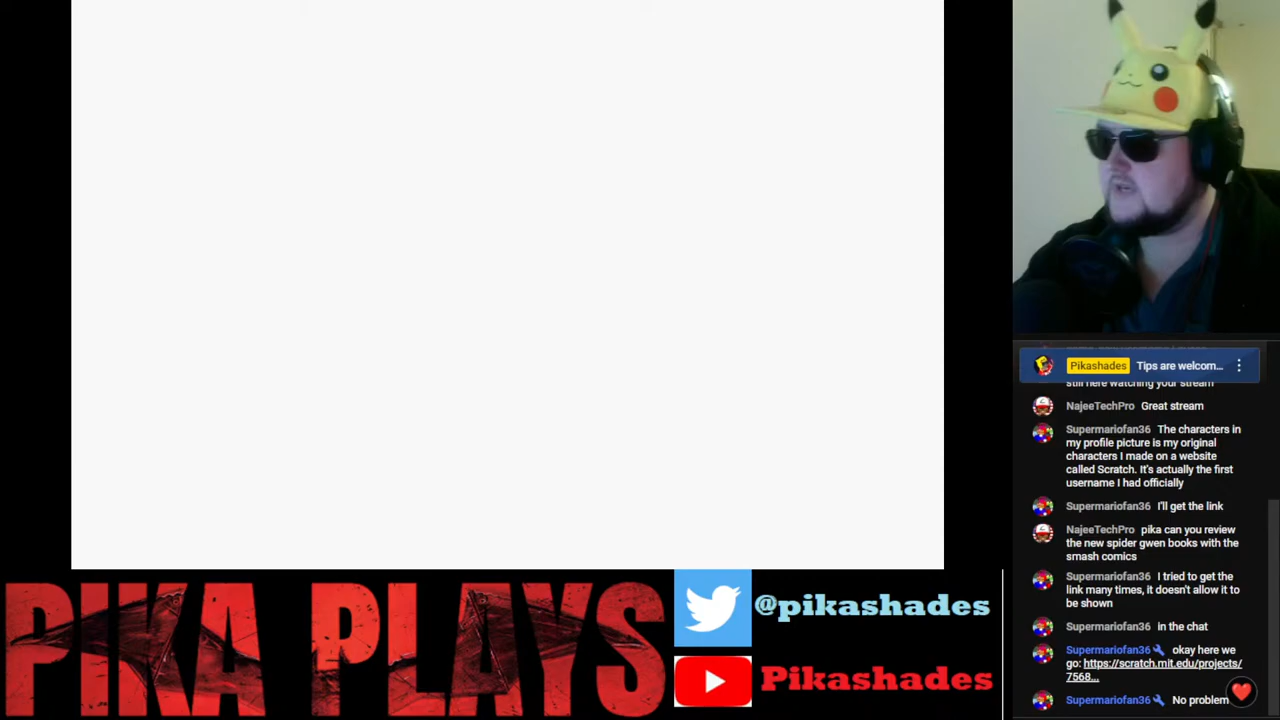 Pikashades Tips are welcom...
still here watching your stream
NajeeTechPro Great stream
Supermariofan36 The characters in
my profile picture is my original
characters I made on a website
called Scratch. It's actually the first
username I had officially
Supermariofan36 I'll get the link
NajeeTechPro pika can you review
the new spider gwen books with the
smash comics
Supermariofan36 I tried to get the
link many times, it doesn't allow it to
be shown
Supermariofan36 in the chat
Supermariofan36 okay here we
go: https://scratch.mit.edu/projects/
7568...
Supermariofan36 No problem
PIKA PLAYS
@pikashades
Pikashades